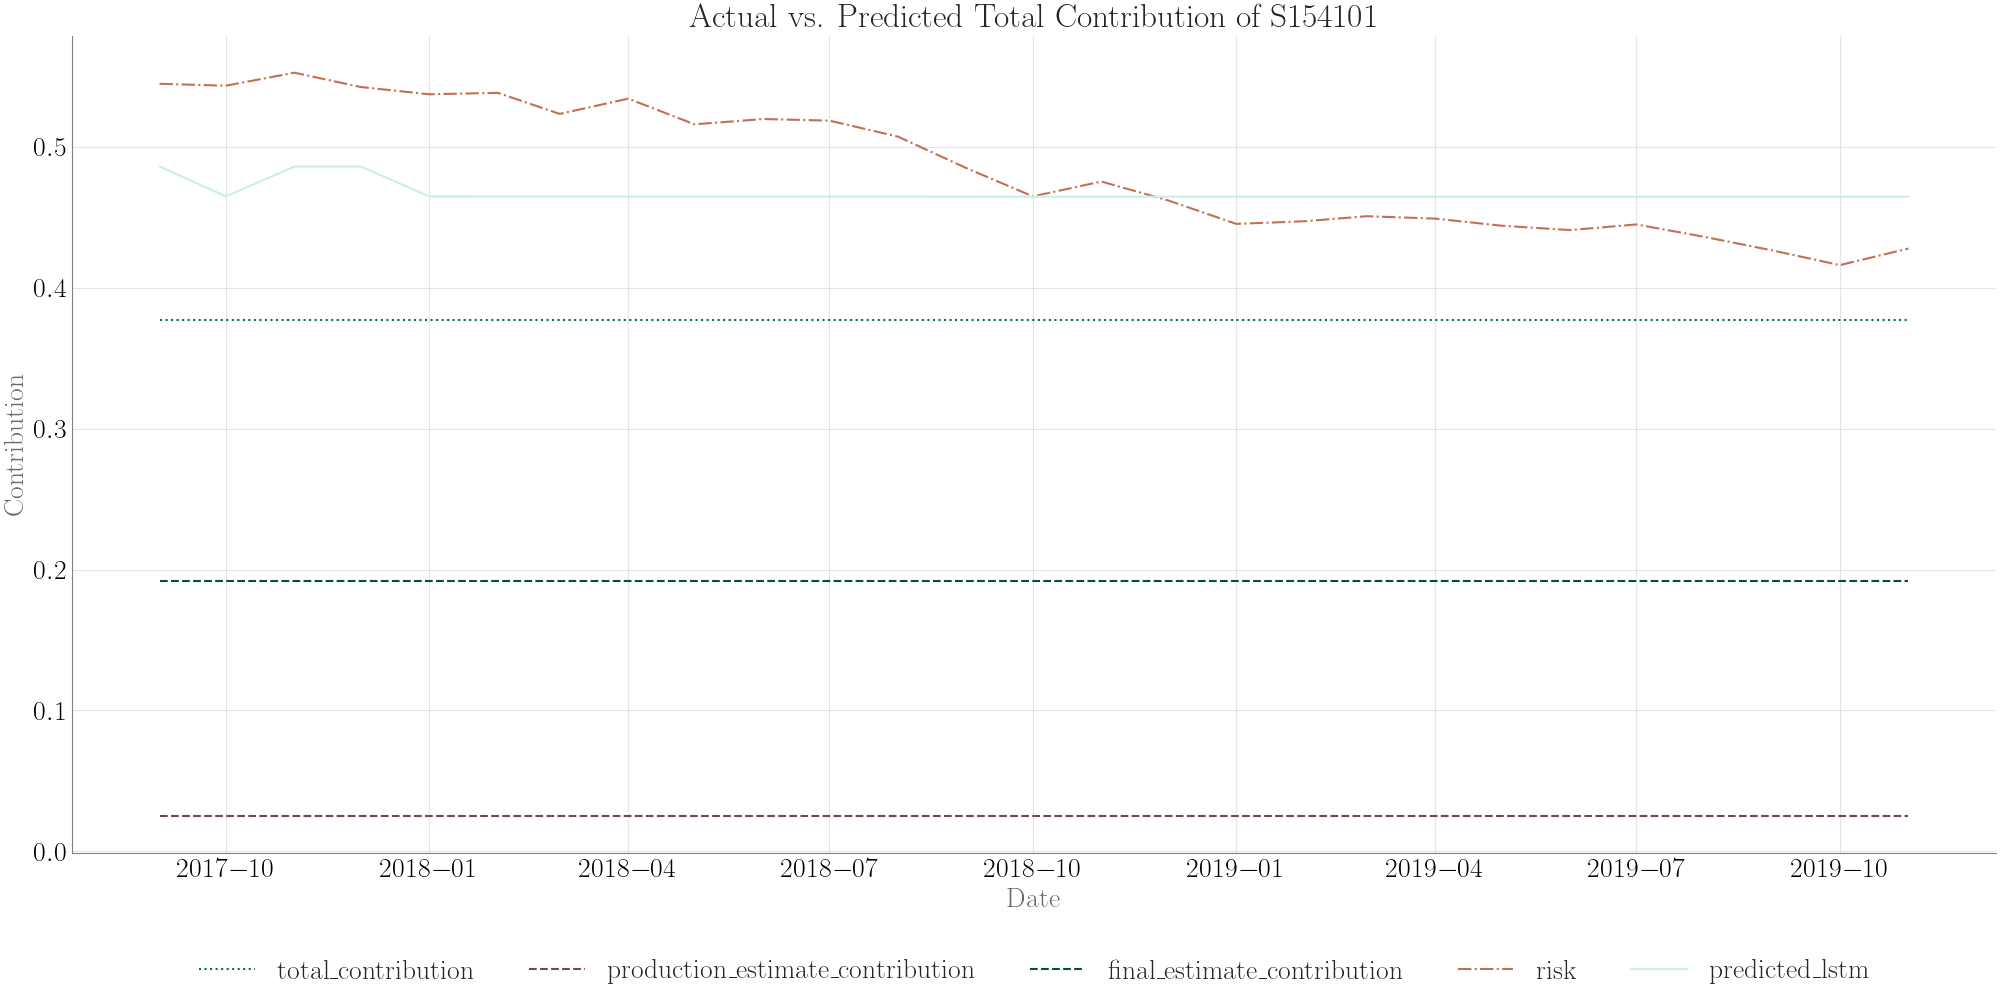 Actual vs. Predicted Total Contribution of S154101
Contribution
0.5
0.4
0.3
0.2
0.1
0.0
2017−10 2018−01 2018−04 2018−07 2018−10 2019−01 2019−04 2019−07 2019−10
Date
total_contribution production_estimate_contribution final_estimate_contribution risk predicted_lstm